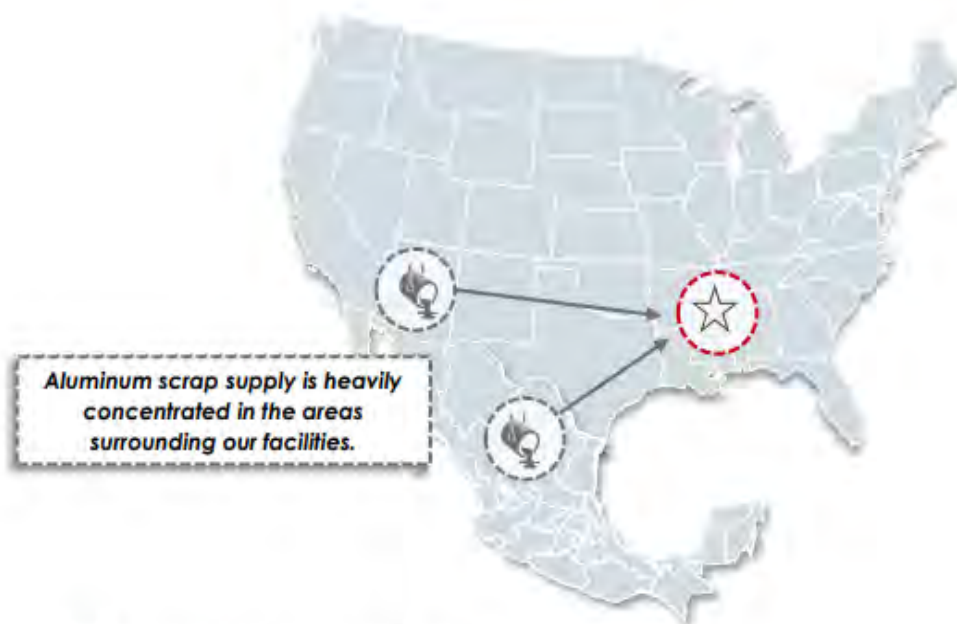 Aluminum scrap supply is heavily
concentrated in the areas
surrounding our facilities.